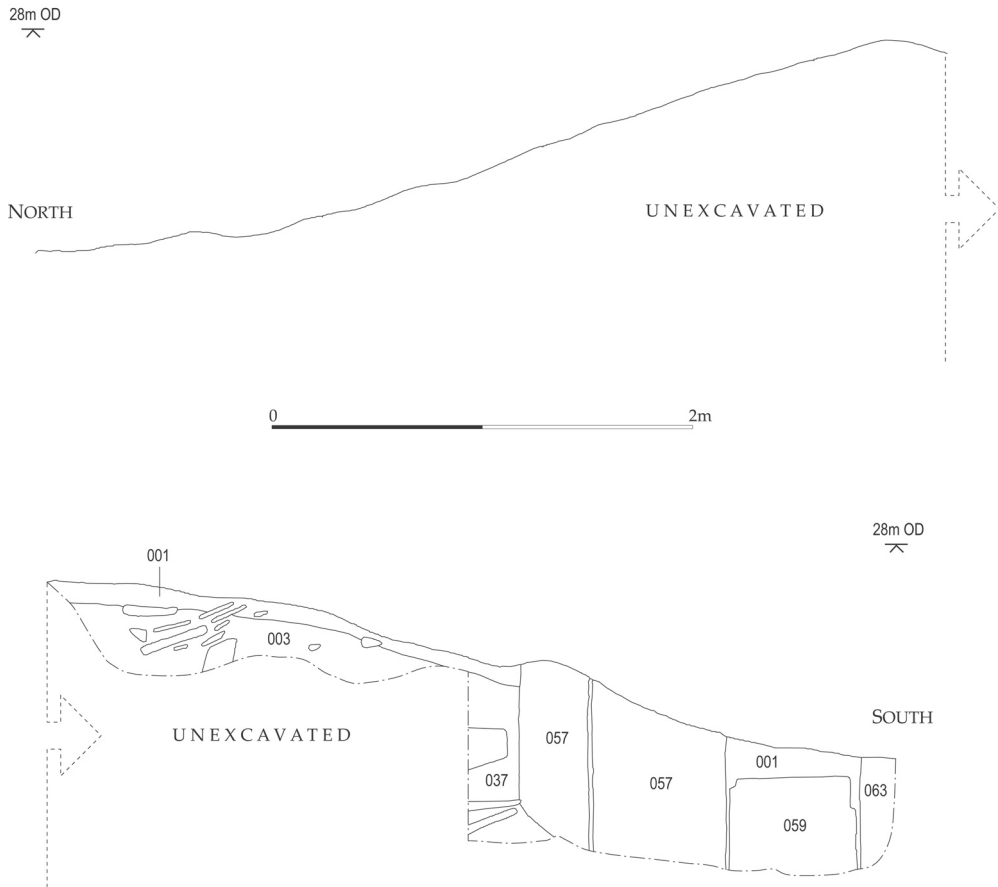 28m OD
NORTH
UNEXCAVATED
0 2m
28m OD
001
003
SOUTH
UNEXCAVATED
057
001
037
057
063
059